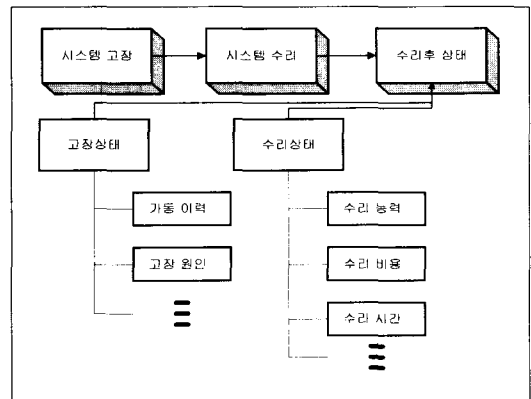 시스템 고장
시스템 수리
수리후 상태
고장상태
수리상태
가동 이력
수리 능력
고장 원인
수리 비용
수리 시간